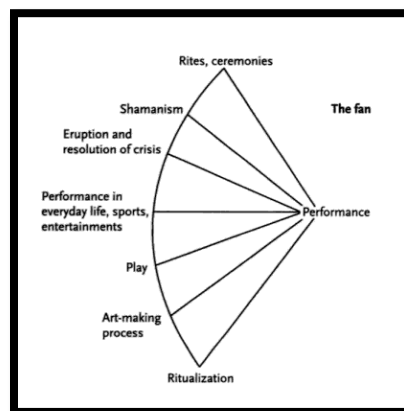 Rites, ceremonies
Shamanism
The fan
Eruption and
resolution of crisis
Performance in
everyday life, sports,
entertainments
Performance
Play
Art-making
process
Ritualization